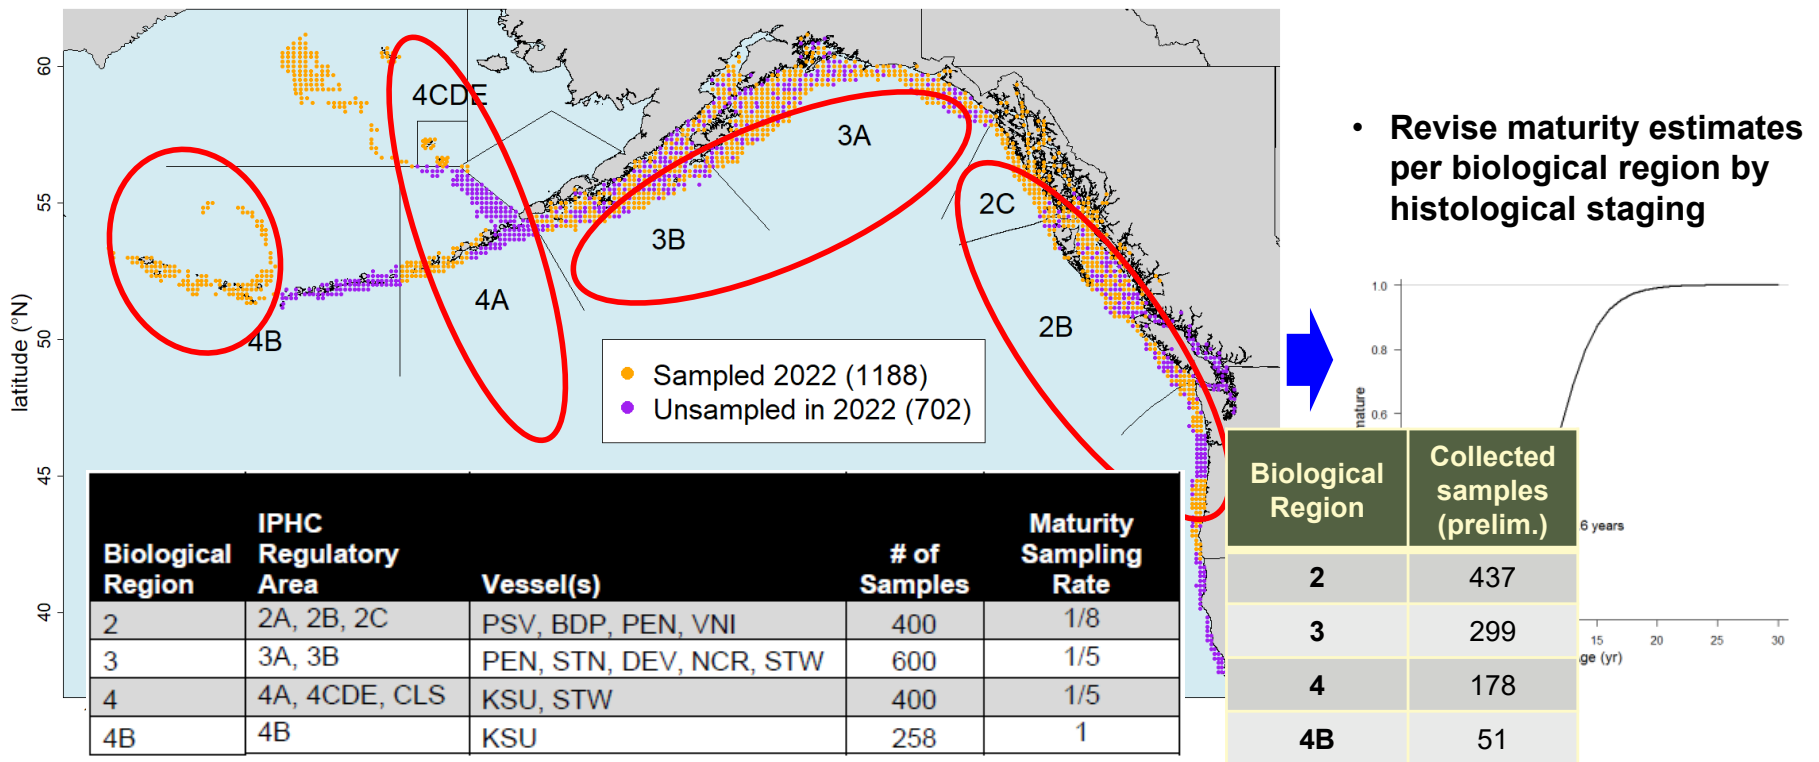 60
55
50
45
40
latitude (°N)
4CDE
3A
2C
3B
4A
2B
4B
Sampled 2022 (1188)
Unsampled in 2022 (702)
• Revise maturity estimates
per biological region by
histological staging
1.0
0.8
0.6
mature
6 years
15 20 25 30
ge (yr)
Biological Region IPHC Regulatory Area Vessel(s) # of Samples Maturity Sampling Rate
2 2A, 2B, 2C PSV, BDP, PEN, VNI 400 1/8
3 3A, 3B PEN, STN, DEV, NCR, STW 600 1/5
4 4A, 4CDE, CLS KSU, STW 400 1/5
4B 4B KSU 258 1
Biological Region Collected samples (prelim.)
2 437
3 299
4 178
4B 51